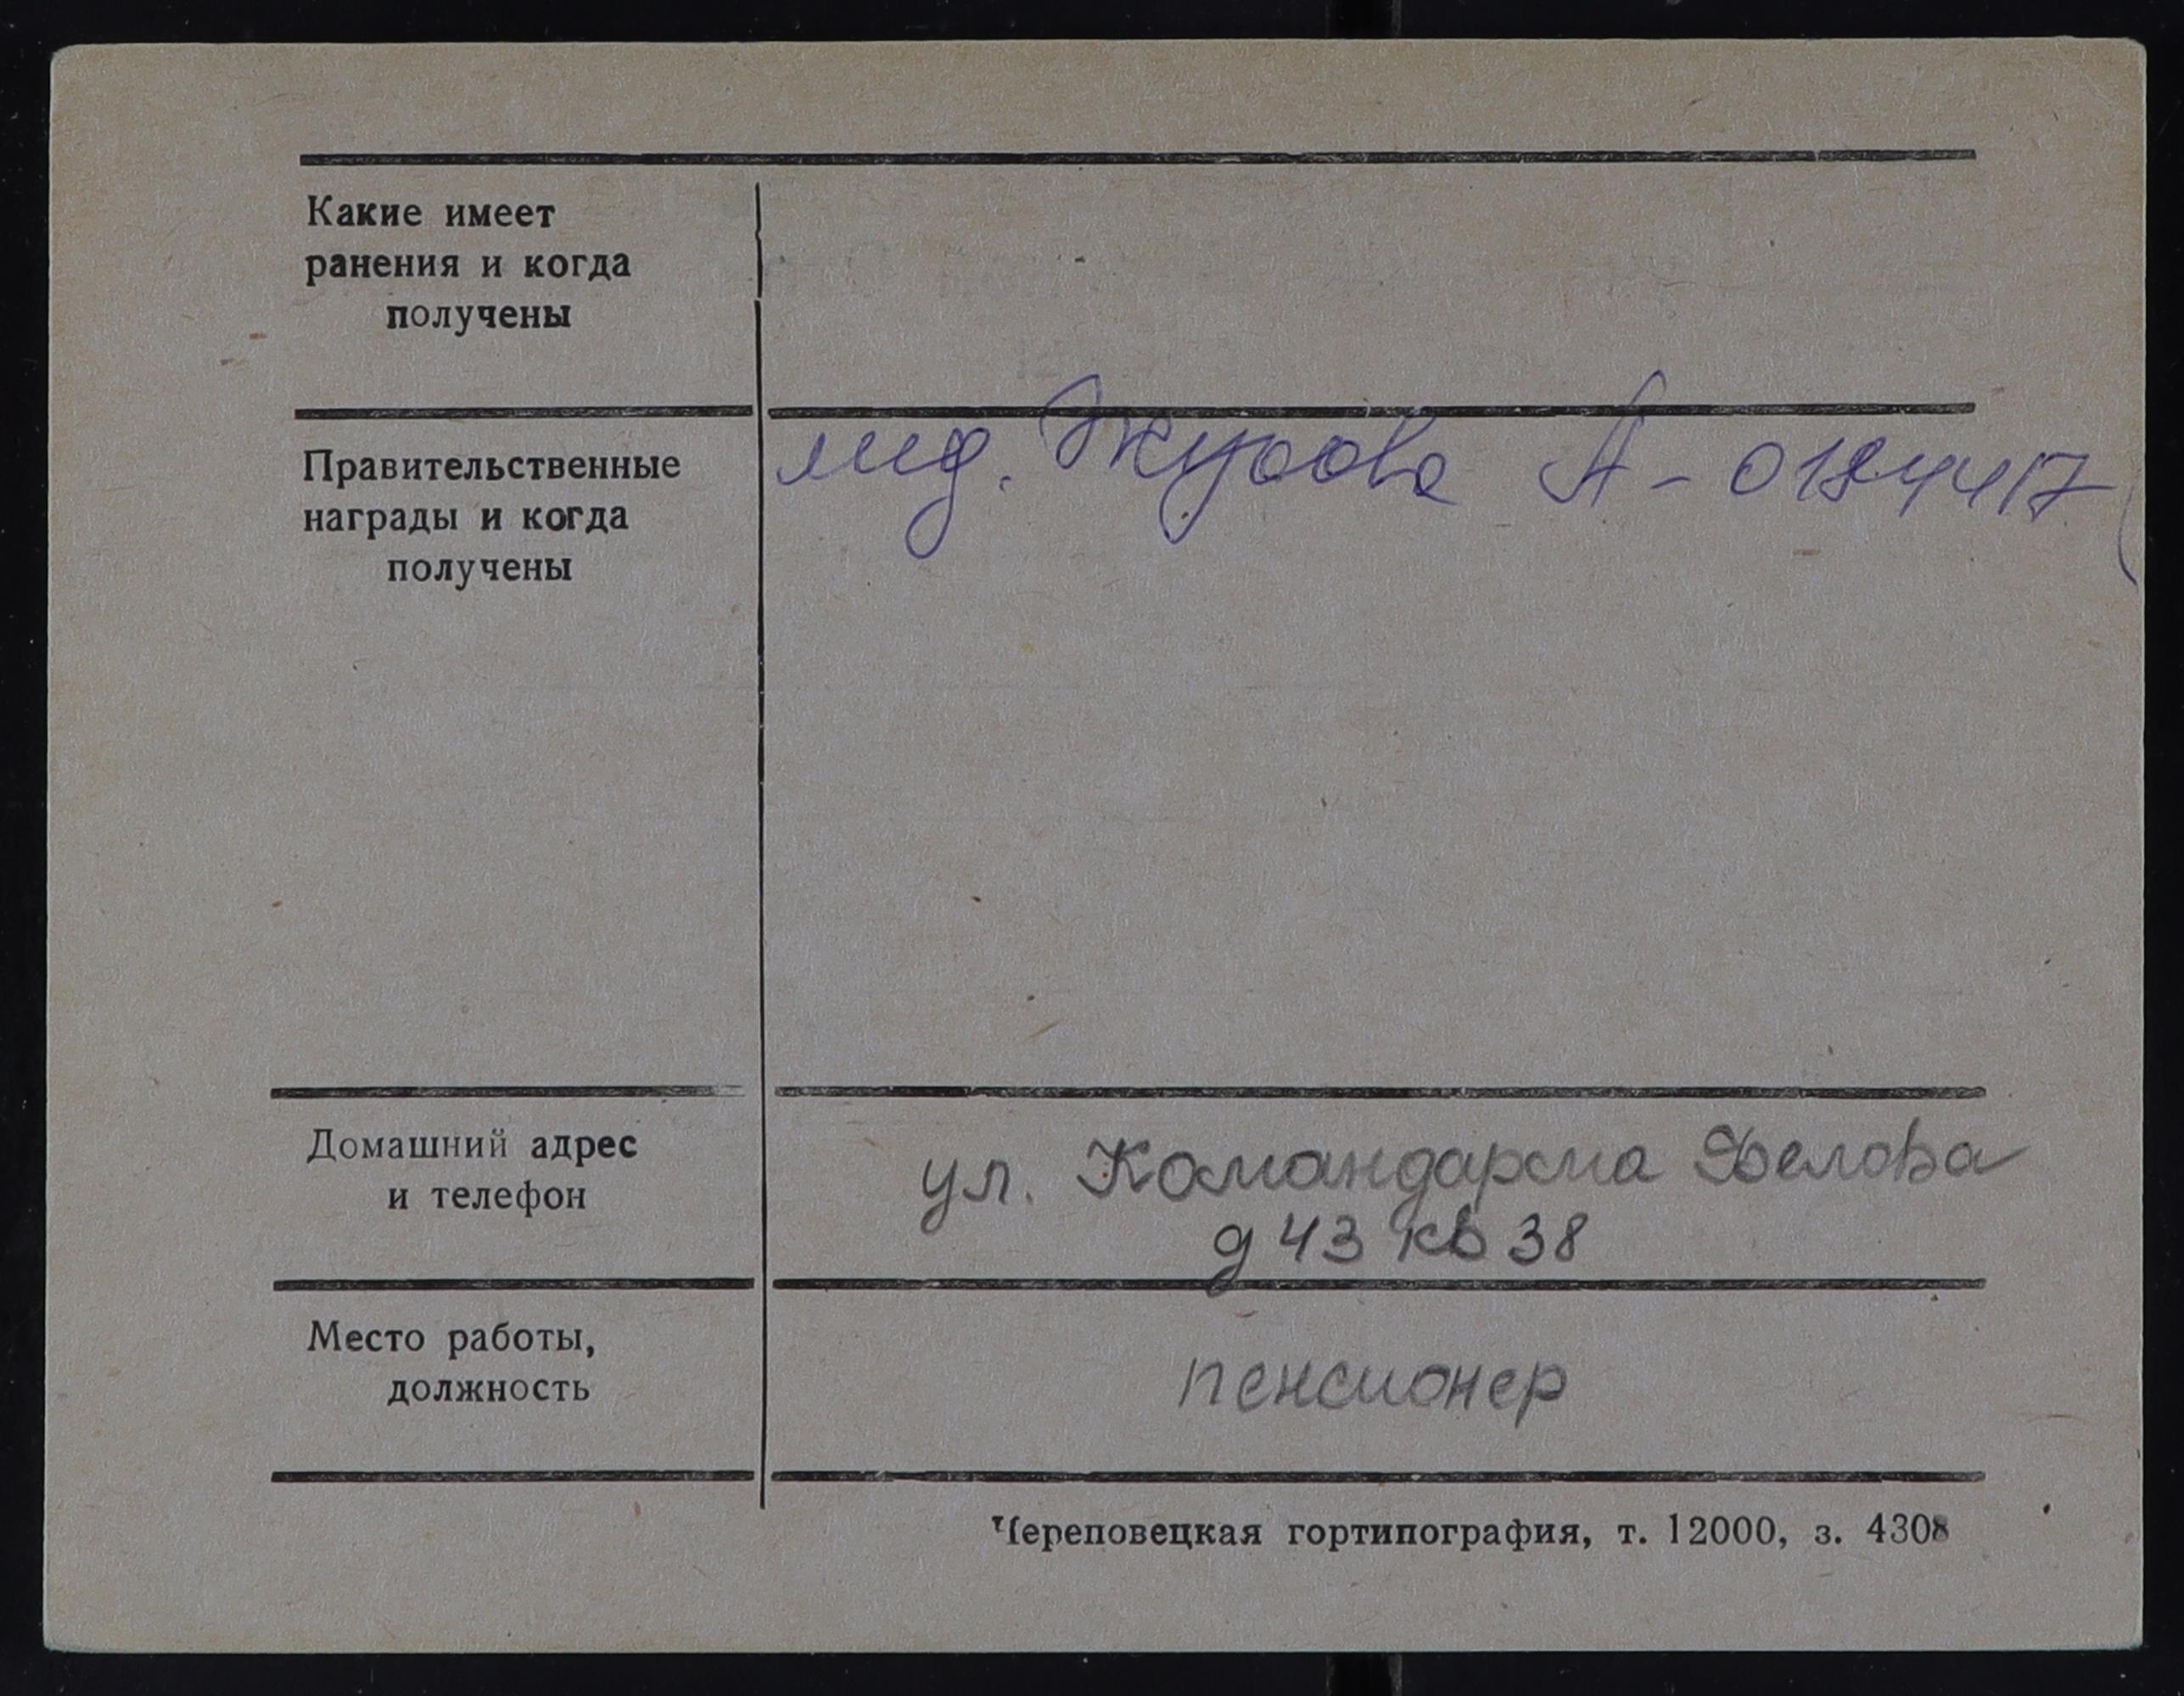 Какие имеет
ранения и когда
получены
Правительственные
награды и когда
получены
мед. Жукова А - 0184417
Домашний адрес
и телефон
ул. Командарма Белова
д 43 кв 38
Место работы,
должность
пенсионер
Череповецкая гортипография, т. 12000, з. 4308